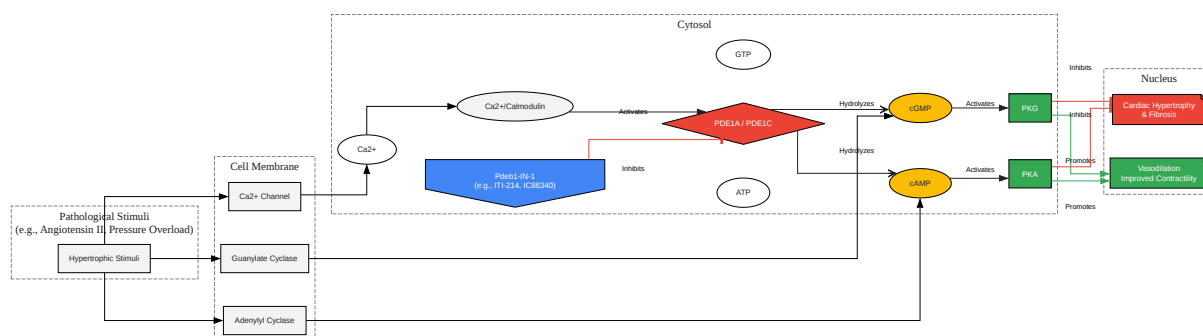 Cytosol
GTP
Inhibits
Nucleus
Ca2+/Calmodulin
Activates
PDE1A / PDE1C
Hydrolyzes
cGMP
Activates
PKG
Inhibits
Cardiac Hypertrophy
& Fibrosis
Ca2+
Hydrolyzes
Pdeb1-IN-1
(e.g., ITI-214, IC86340)
Inhibits
ATP
cAMP
Activates
PKA
Promotes
Vasodilation
Improved Contractility
Promotes
Cell Membrane
Ca2+ Channel
Pathological Stimuli
(e.g., Angiotensin II, Pressure Overload)
Hypertrophic Stimuli
Guanylate Cyclase
Adenylyl Cyclase